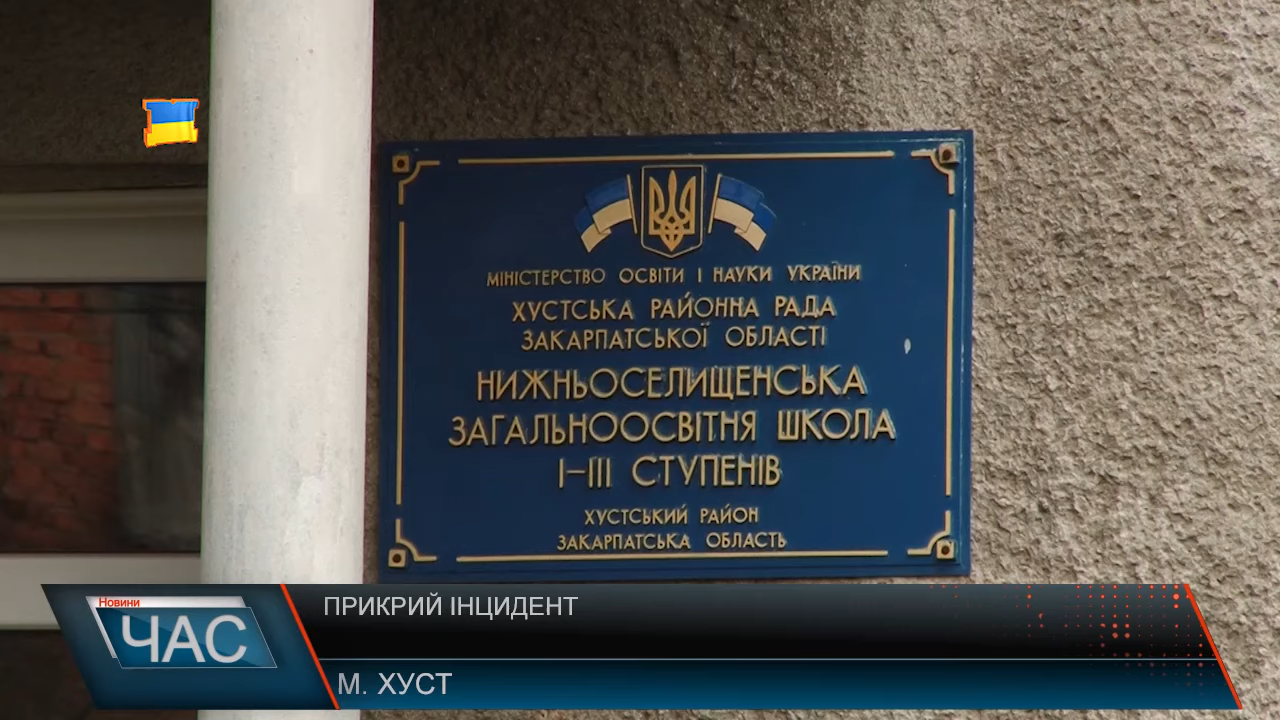 МІНІСТЕРСТВО ОСВІТИ І НАУКИ УКРАЇНИ
ХУСТСЬКА РАЙОННА РАДА
ЗАКАРПАТСЬКОЇ ОБЛАСТІ
НИЖНЬОСЕЛИЩЕНСЬКА
ЗАГАЛЬНООСВІТНЯ ШКОЛА
І–ІІІ СТУПЕНІВ
ХУСТСЬКИЙ РАЙОН
ЗАКАРПАТСЬКА ОБЛАСТЬ
Новини
ЧАС
ПРИКРИЙ ІНЦИДЕНТ
М. ХУСТ